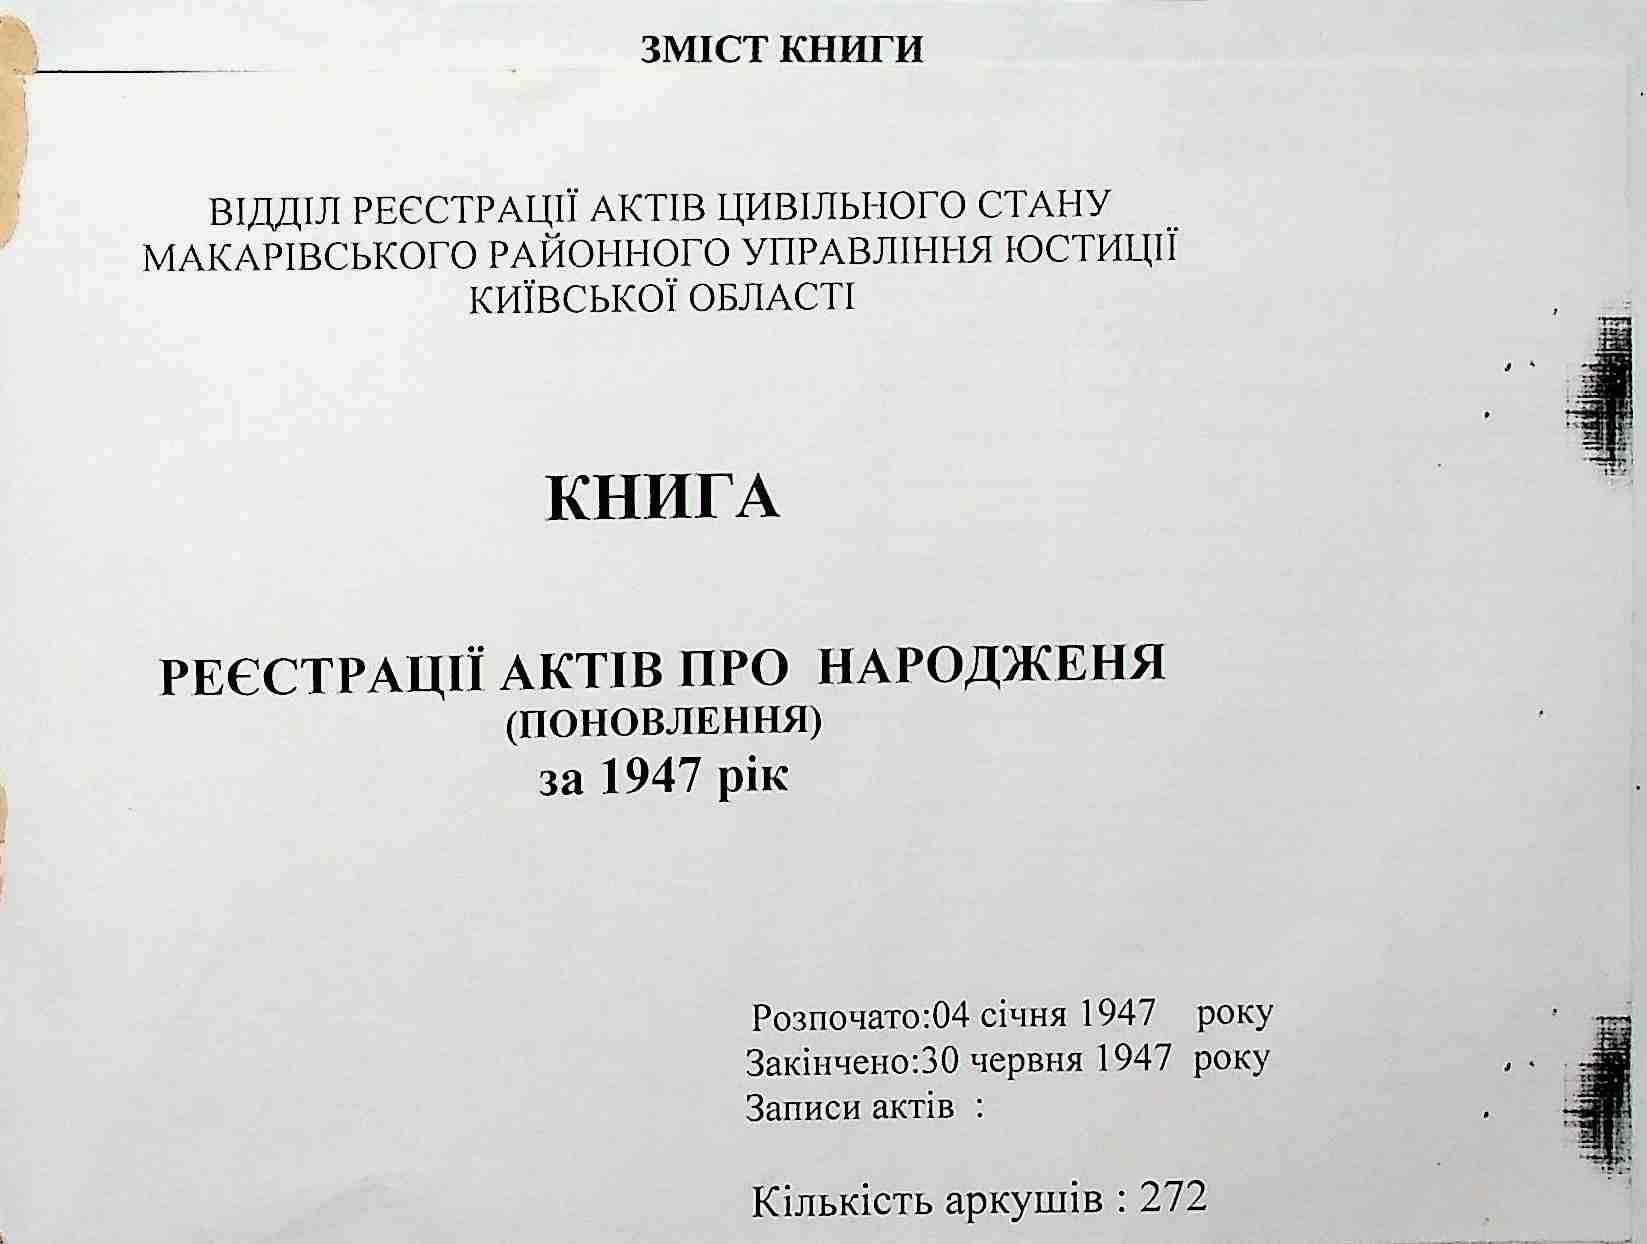 ЗМІСТ КНИГИ
ВІДДІЛ РЕЄСТРАЦІЇ АКТІВ ЦИВІЛЬНОГО СТАНУ
МАКАРІВСЬКОГО РАЙОННОГО УПРАВЛІННЯ ЮСТИЦІЇ
КИЇВСЬКОЇ ОБЛАСТІ
КНИГА
РЕЄСТРАЦІЇ АКТІВ ПРО НАРОДЖЕНЯ
(ПОНОВЛЕННЯ)
за 1947 рік
Розпочато:04 січня 1947 року
Закінчено:30 червня 1947 року
Записи актів :
Кількість аркушів : 272